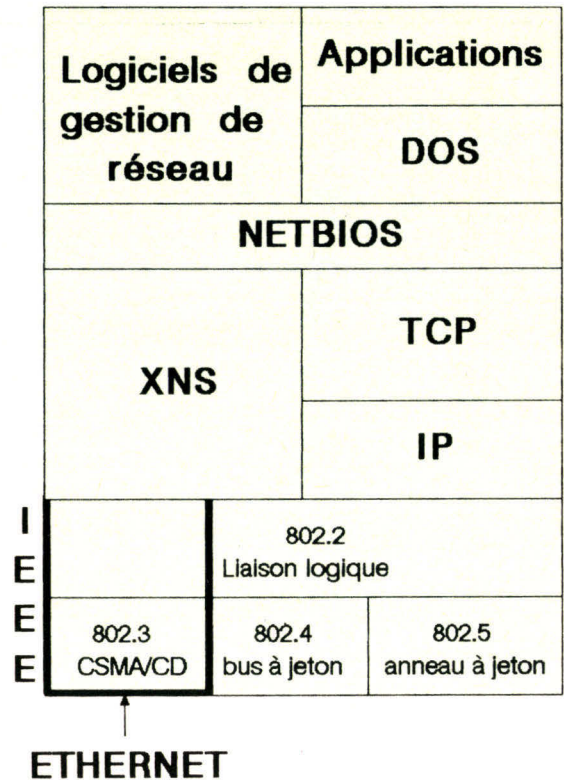 Logiciels de
gestion de
réseau
Applications
DOS
NETBIOS
XNS
TCP
IP
I
E
E
E
802.2
Liaison logique
802.3
CSMA/CD
802.4
bus à jeton
802.5
anneau à jeton
ETHERNET